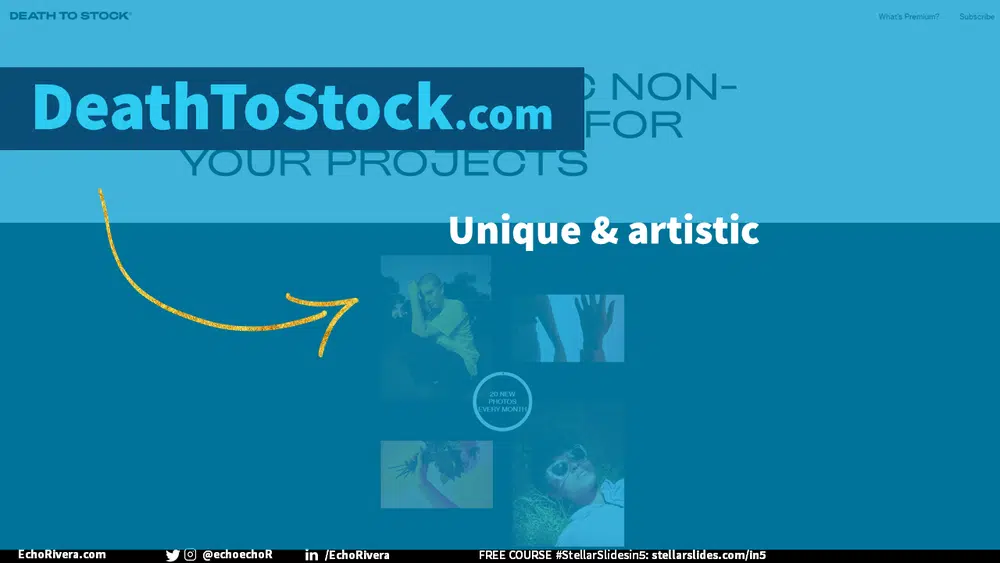 DEATH TO STOCK®
What's Premium? Subscribe
C NON-
DeathToStock.com
FOR
YOUR PROJECTS
Unique & artistic
20 NEW
PHOTOS
EVERY MONTH
EchoRivera.com @echoechoR in /EchoRivera FREE COURSE #StellarSlidesin5: stellarslides.com/in5